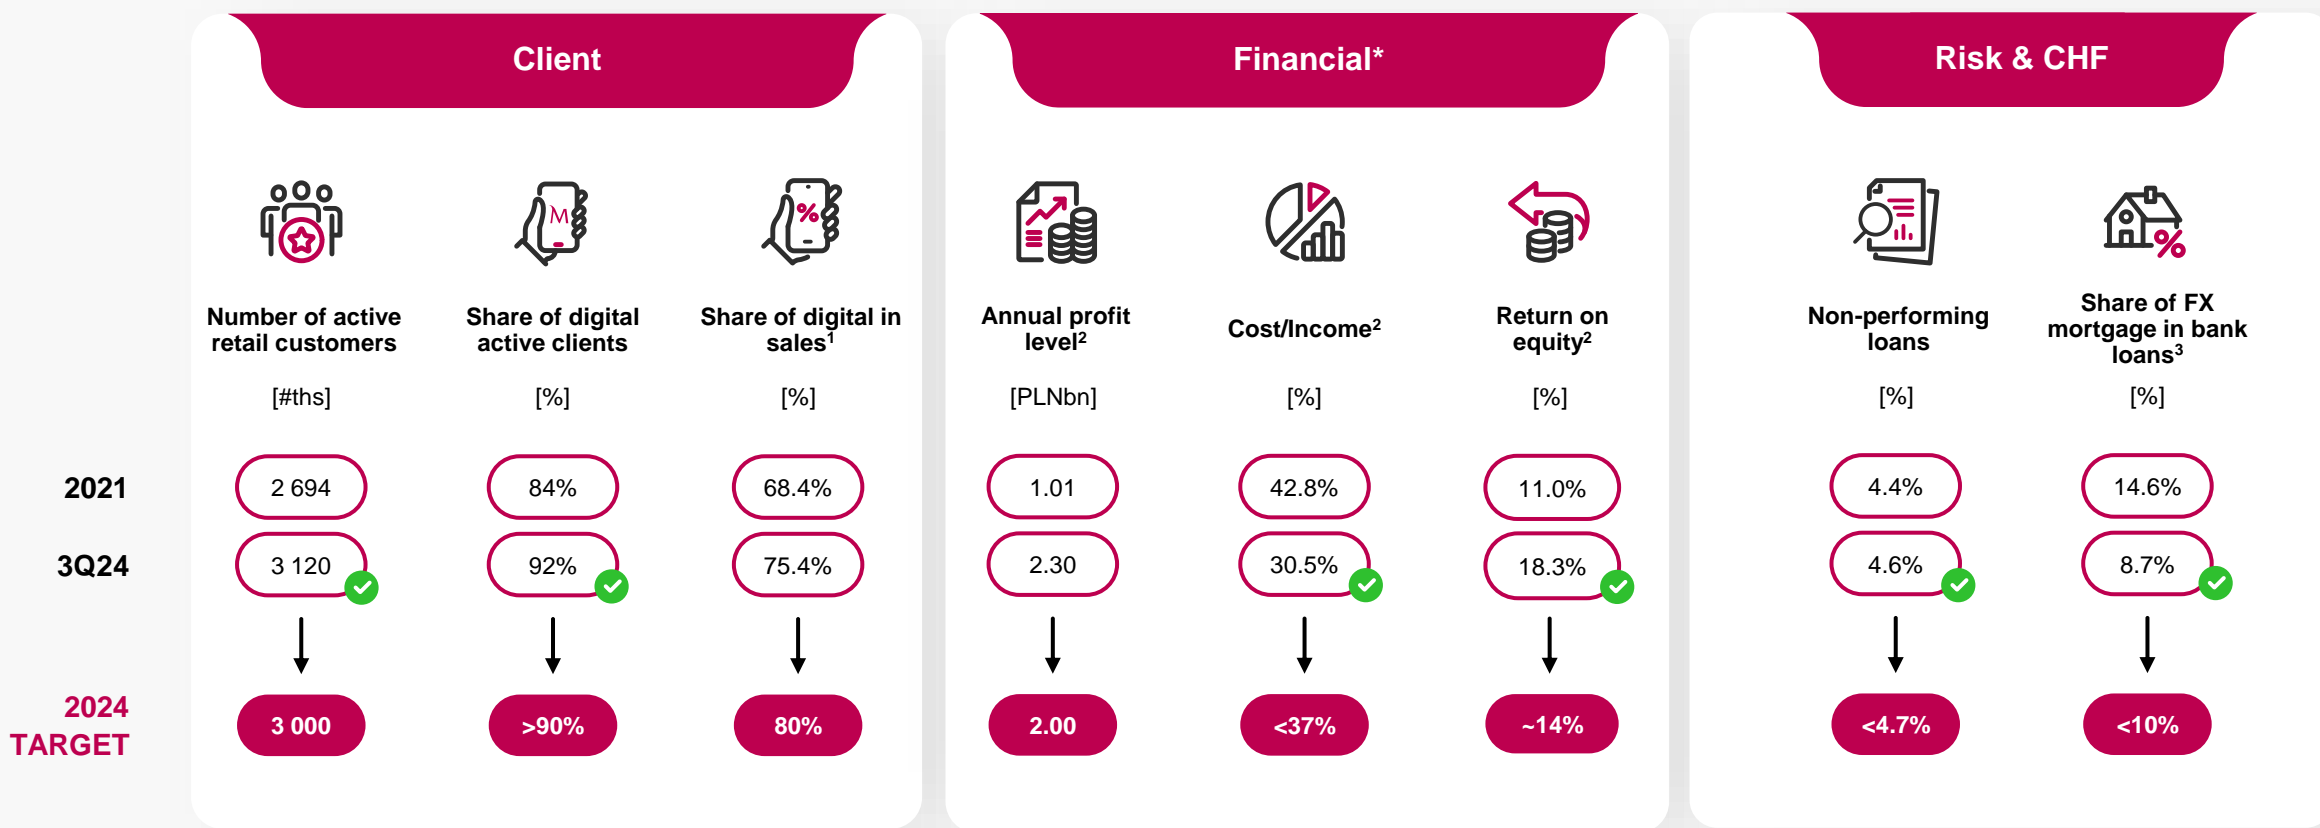 Client
Financial*
Risk & CHF
Number of active
retail customers
[#ths]
Share of digital
active clients
[%]
Share of digital in
sales¹
[%]
Annual profit
level²
[PLNbn]
Cost/Income²
[%]
Return on
equity²
[%]
Non-performing
loans
[%]
Share of FX
mortgage in bank
loans³
[%]
2021
2 694
84%
68.4%
1.01
42.8%
11.0%
4.4%
14.6%
3Q24
3 120
92%
75.4%
2.30
30.5%
18.3%
4.6%
8.7%
2024
TARGET
3 000
>90%
80%
2.00
<37%
~14%
<4.7%
<10%